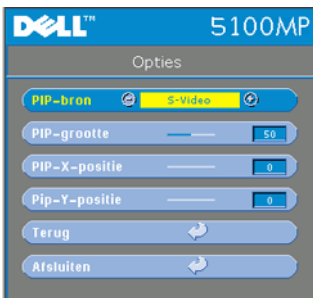 DELL™ 5100MP
Opties
PIP-bron S-Video
PIP-grootte 50
PIP-X-positie 0
Pip-Y-positie 0
Terug
Afsluiten